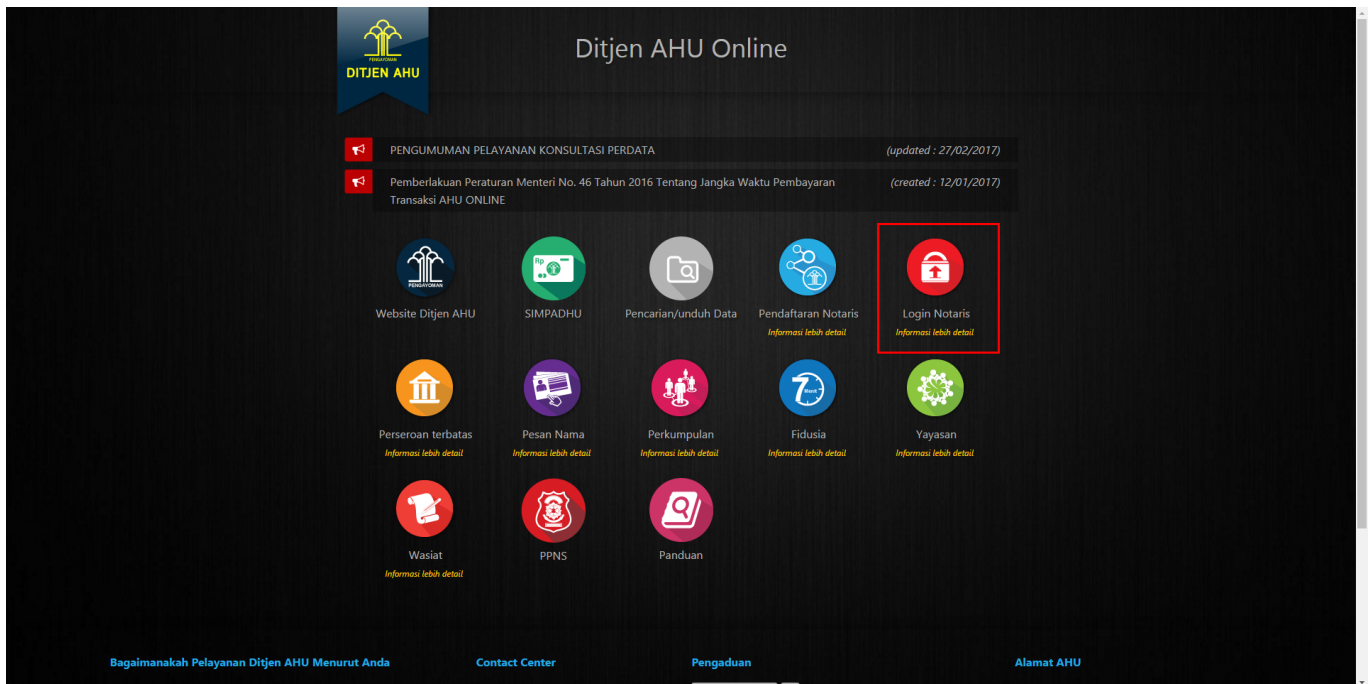 PENGAYOMAN
DITJEN AHU
Ditjen AHU Online
PENGUMUMAN PELAYANAN KONSULTASI PERDATA (updated : 27/02/2017)
Pemberlakuan Peraturan Menteri No. 46 Tahun 2016 Tentang Jangka Waktu Pembayaran (created : 12/01/2017)
Transaksi AHU ONLINE
PENGAYOMAN
Rp
Website Ditjen AHU SIMPADHU Pencarian/unduh Data Pendaftaran Notaris Login Notaris
Informasi lebih detail Informasi lebih detail
7 Menit
Perseroan terbatas Pesan Nama Perkumpulan Fidusia Yayasan
Informasi lebih detail Informasi lebih detail Informasi lebih detail Informasi lebih detail Informasi lebih detail
Wasiat PPNS Panduan
Informasi lebih detail
Bagaimanakah Pelayanan Ditjen AHU Menurut Anda Contact Center Pengaduan Alamat AHU